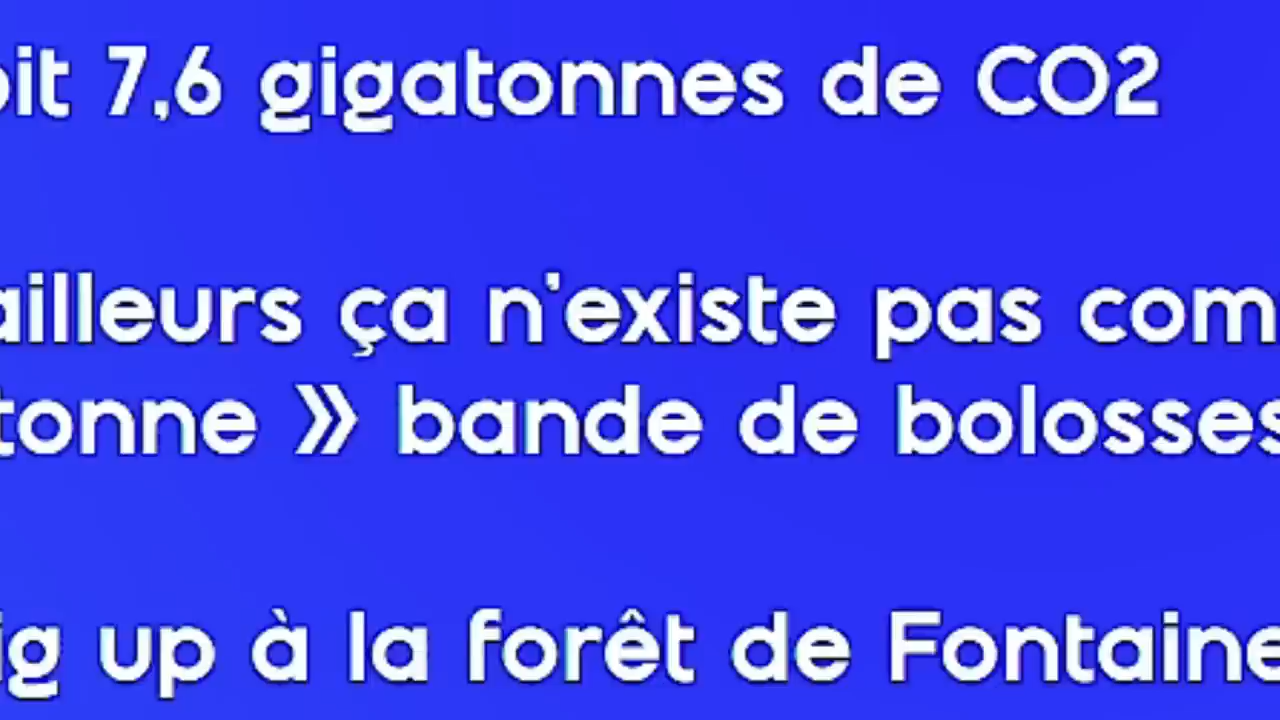 oit 7,6 gigatonnes de CO2
ailleurs ça n'existe pas com
tonne » bande de bolosses
ig up à la forêt de Fontaine